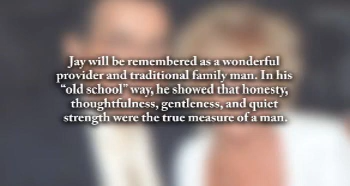 Jay will be remembered as a wonderful
provider and traditional family man. In his
“old school” way, he showed that honesty,
thoughtfulness, gentleness, and quiet
strength were the true measure of a man.